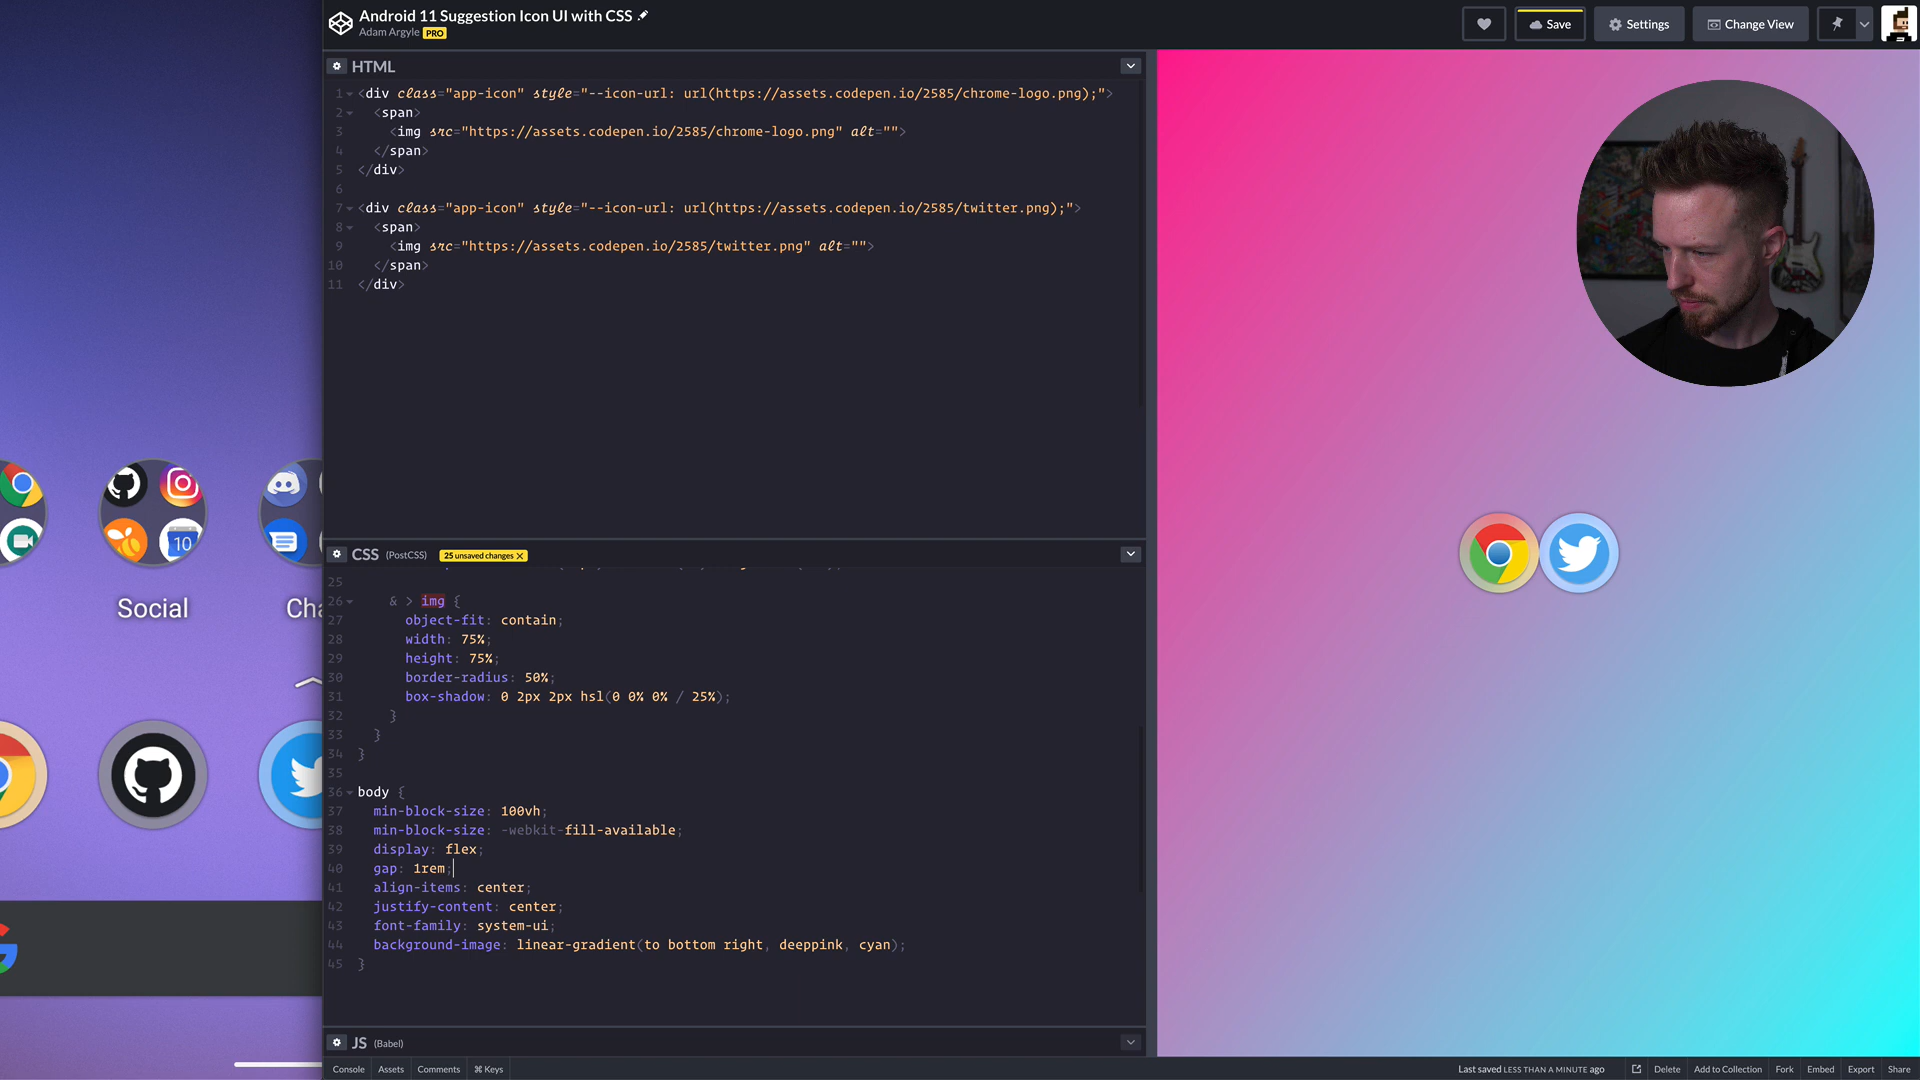 Android 11 Suggestion Icon UI with CSS
Adam Argyle PRO
Save
Settings
Change View
HTML
1 <div class="app-icon" style="--icon-url: url(https://assets.codepen.io/2585/chrome-logo.png);">
2 <span>
3 <img src="https://assets.codepen.io/2585/chrome-logo.png" alt="">
4 </span>
5 </div>
6
7 <div class="app-icon" style="--icon-url: url(https://assets.codepen.io/2585/twitter.png);">
8 <span>
9 <img src="https://assets.codepen.io/2585/twitter.png" alt="">
10 </span>
11 </div>
10
Social
Cha
CSS (PostCSS) 25 unsaved changes ×
25
26 & > img {
27 object-fit: contain;
28 width: 75%;
29 height: 75%;
30 border-radius: 50%;
31 box-shadow: 0 2px 2px hsl(0 0% 0% / 25%);
32 }
33 }
34 }
35
36 body {
37 min-block-size: 100vh;
38 min-block-size: -webkit-fill-available;
39 display: flex;
40 gap: 1rem;
41 align-items: center;
42 justify-content: center;
43 font-family: system-ui;
44 background-image: linear-gradient(to bottom right, deeppink, cyan);
45 }
JS (Babel)
Console
Assets
Comments
⌘ Keys
Last saved LESS THAN A MINUTE ago
Delete
Add to Collection
Fork
Embed
Export
Share